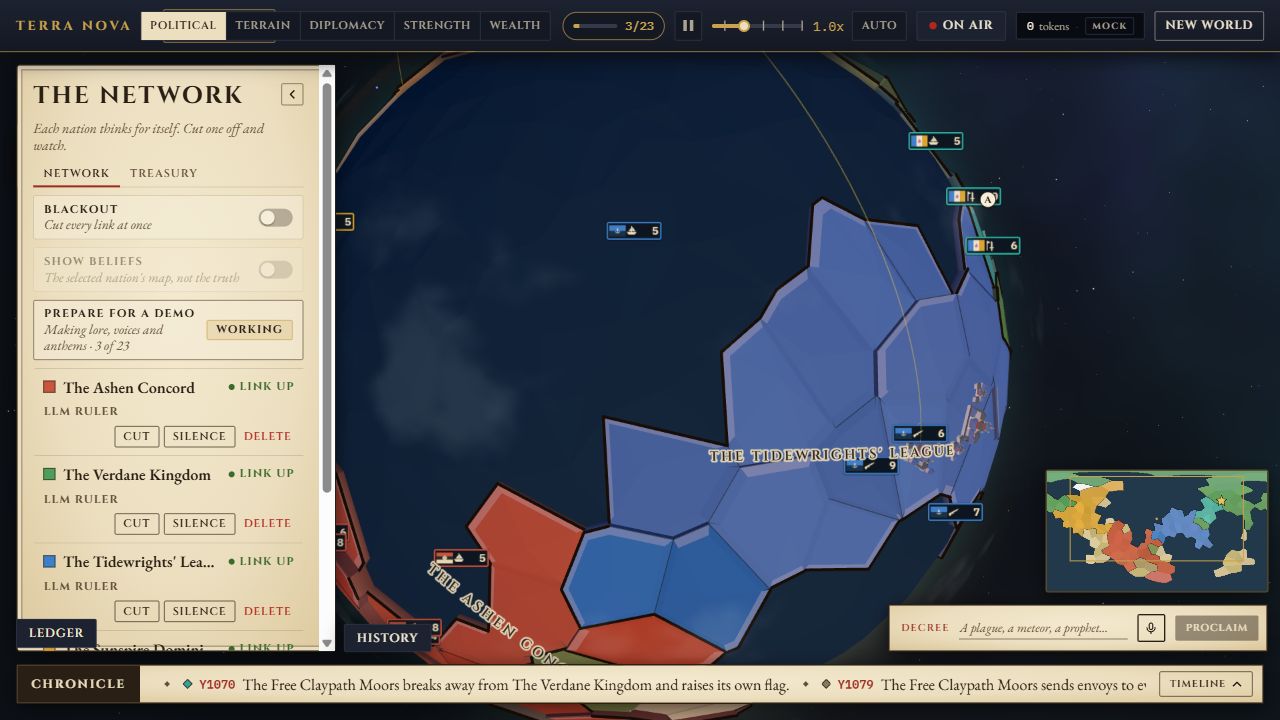 TERRA NOVA
POLITICAL TERRAIN DIPLOMACY STRENGTH WEALTH
3/23
1.0x AUTO
ON AIR
0 tokens · MOCK
NEW WORLD
THE NETWORK
Each nation thinks for itself. Cut one off and
watch.
NETWORK TREASURY
BLACKOUT
Cut every link at once
SHOW BELIEFS
The selected nation's map, not the truth
PREPARE FOR A DEMO
Making lore, voices and
anthems · 3 of 23
WORKING
The Ashen Concord LINK UP
LLM RULER
CUT SILENCE DELETE
The Verdane Kingdom LINK UP
LLM RULER
CUT SILENCE DELETE
The Tidewrights' Lea... LINK UP
LLM RULER
CUT SILENCE DELETE
LEDGER
HISTORY
5
5
5
A
6
6
9
7
5
8
8
THE TIDEWRIGHTS' LEAGUE
THE ASHEN CON
DECREE A plague, a meteor, a prophet... PROCLAIM
CHRONICLE
Y1070 The Free Claypath Moors breaks away from The Verdane Kingdom and raises its own flag.
Y1079 The Free Claypath Moors sends envoys to
TIMELINE